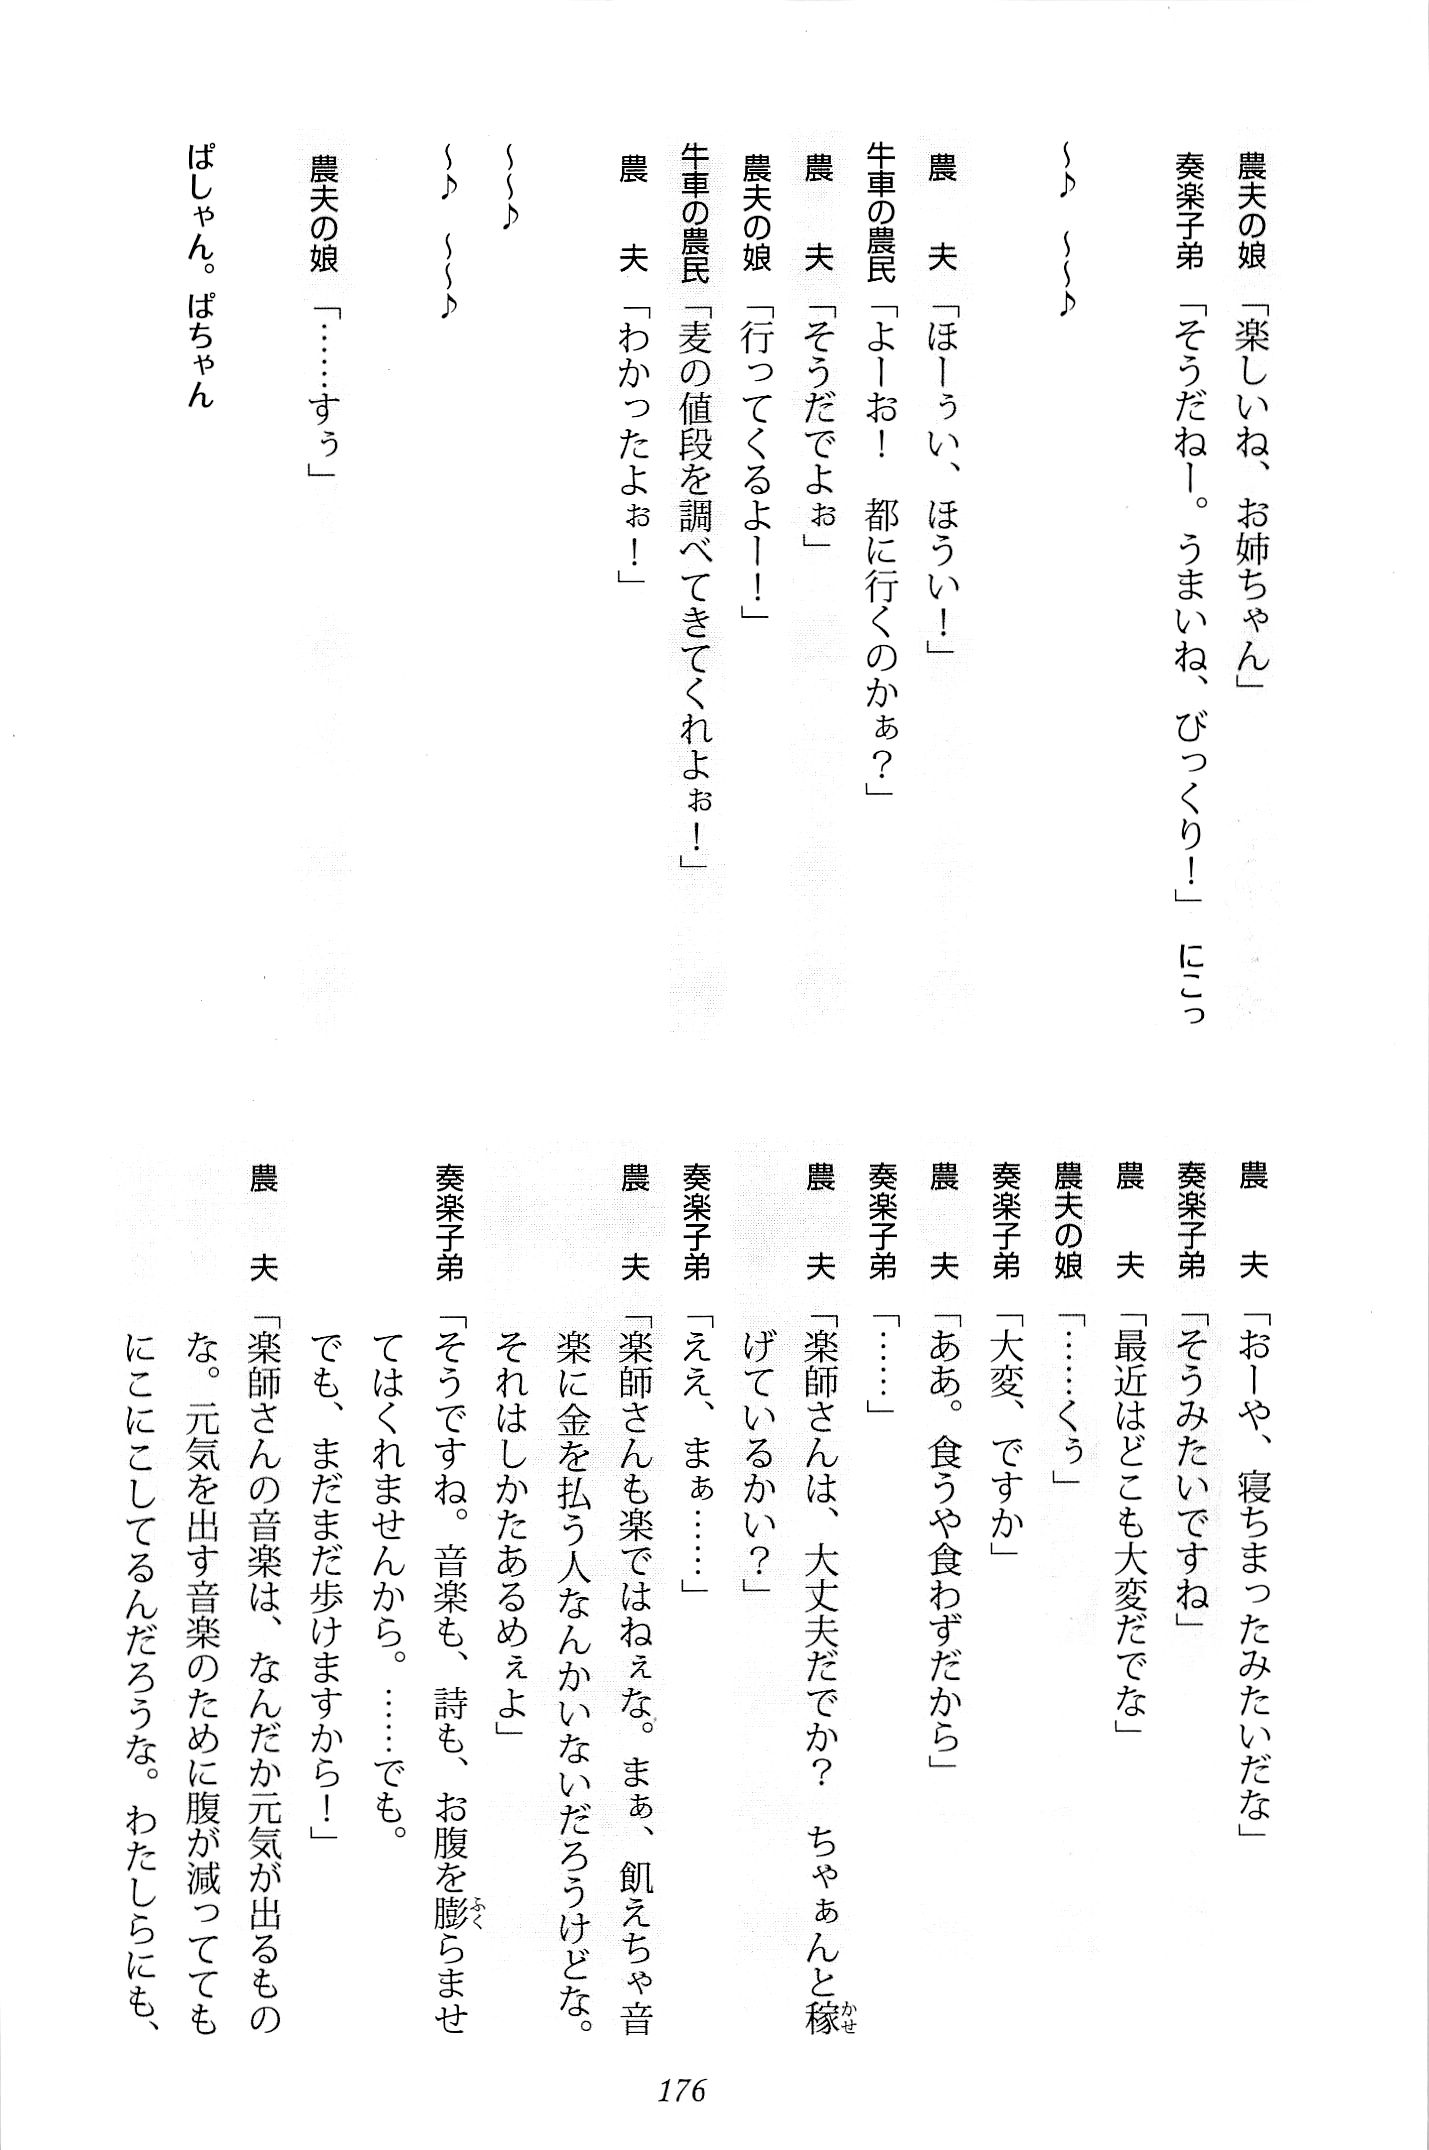 農夫の娘「楽しいね、お姉ちゃん」
奏楽子弟「そうだねー。うまいね、びっくり！」　にこっ
～♪　～～♪
農　　夫「ほーぅい、ほうい！」
牛車の農民「よーお！　都に行くのかぁ？」
農　　夫「そうだでよぉ」
農夫の娘「行ってくるよー！」
牛車の農民「麦の値段を調べてきてくれよぉ！」
農　　夫「わかったよぉ！」
～～♪
～♪　～～♪
農夫の娘「……すぅ」
ぱしゃん。ぱちゃん
農　　夫「おーや、寝ちまったみたいだな」
奏楽子弟「そうみたいですね」
農　　夫「最近はどこも大変だでな」
農夫の娘「……くぅ」
奏楽子弟「大変、ですか」
農　　夫「ああ。食うや食わずだから」
奏楽子弟「……」
農　　夫「楽師さんは、大丈夫だでか？　ちゃぁんと稼かせ
げているかい？」
奏楽子弟「ええ、まぁ……」
農　　夫「楽師さんも楽ではねぇな。まぁ、飢えちゃ音
楽に金を払う人なんかいないだろうけどな。
それはしかたあるめぇよ」
奏楽子弟「そうですね。音楽も、詩も、お腹を膨ふくらませ
てはくれませんから。……でも。
でも、まだまだ歩けますから！」
農　　夫「楽師さんの音楽は、なんだか元気が出るもの
な。元気を出す音楽のために腹が減っても
にこにこしてるんだろうな。わたしらにも、
176